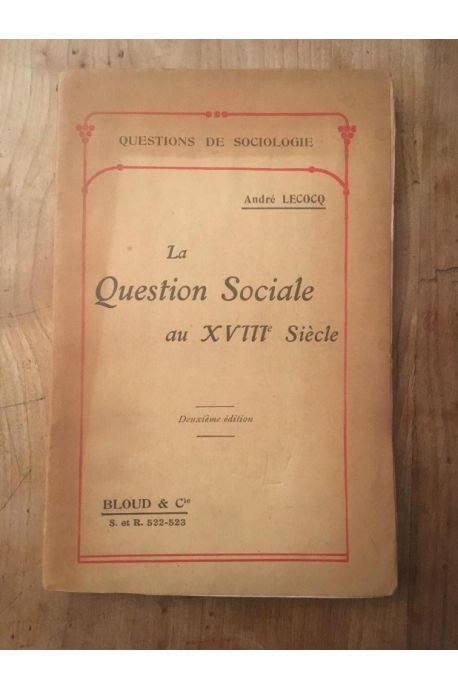 QUESTIONS DE SOCIOLOGIE
André LECOCQ
La
Question Sociale
au XVIIIe Siècle
Deuxième édition
BLOUD & Cie
S. et R. 522-523